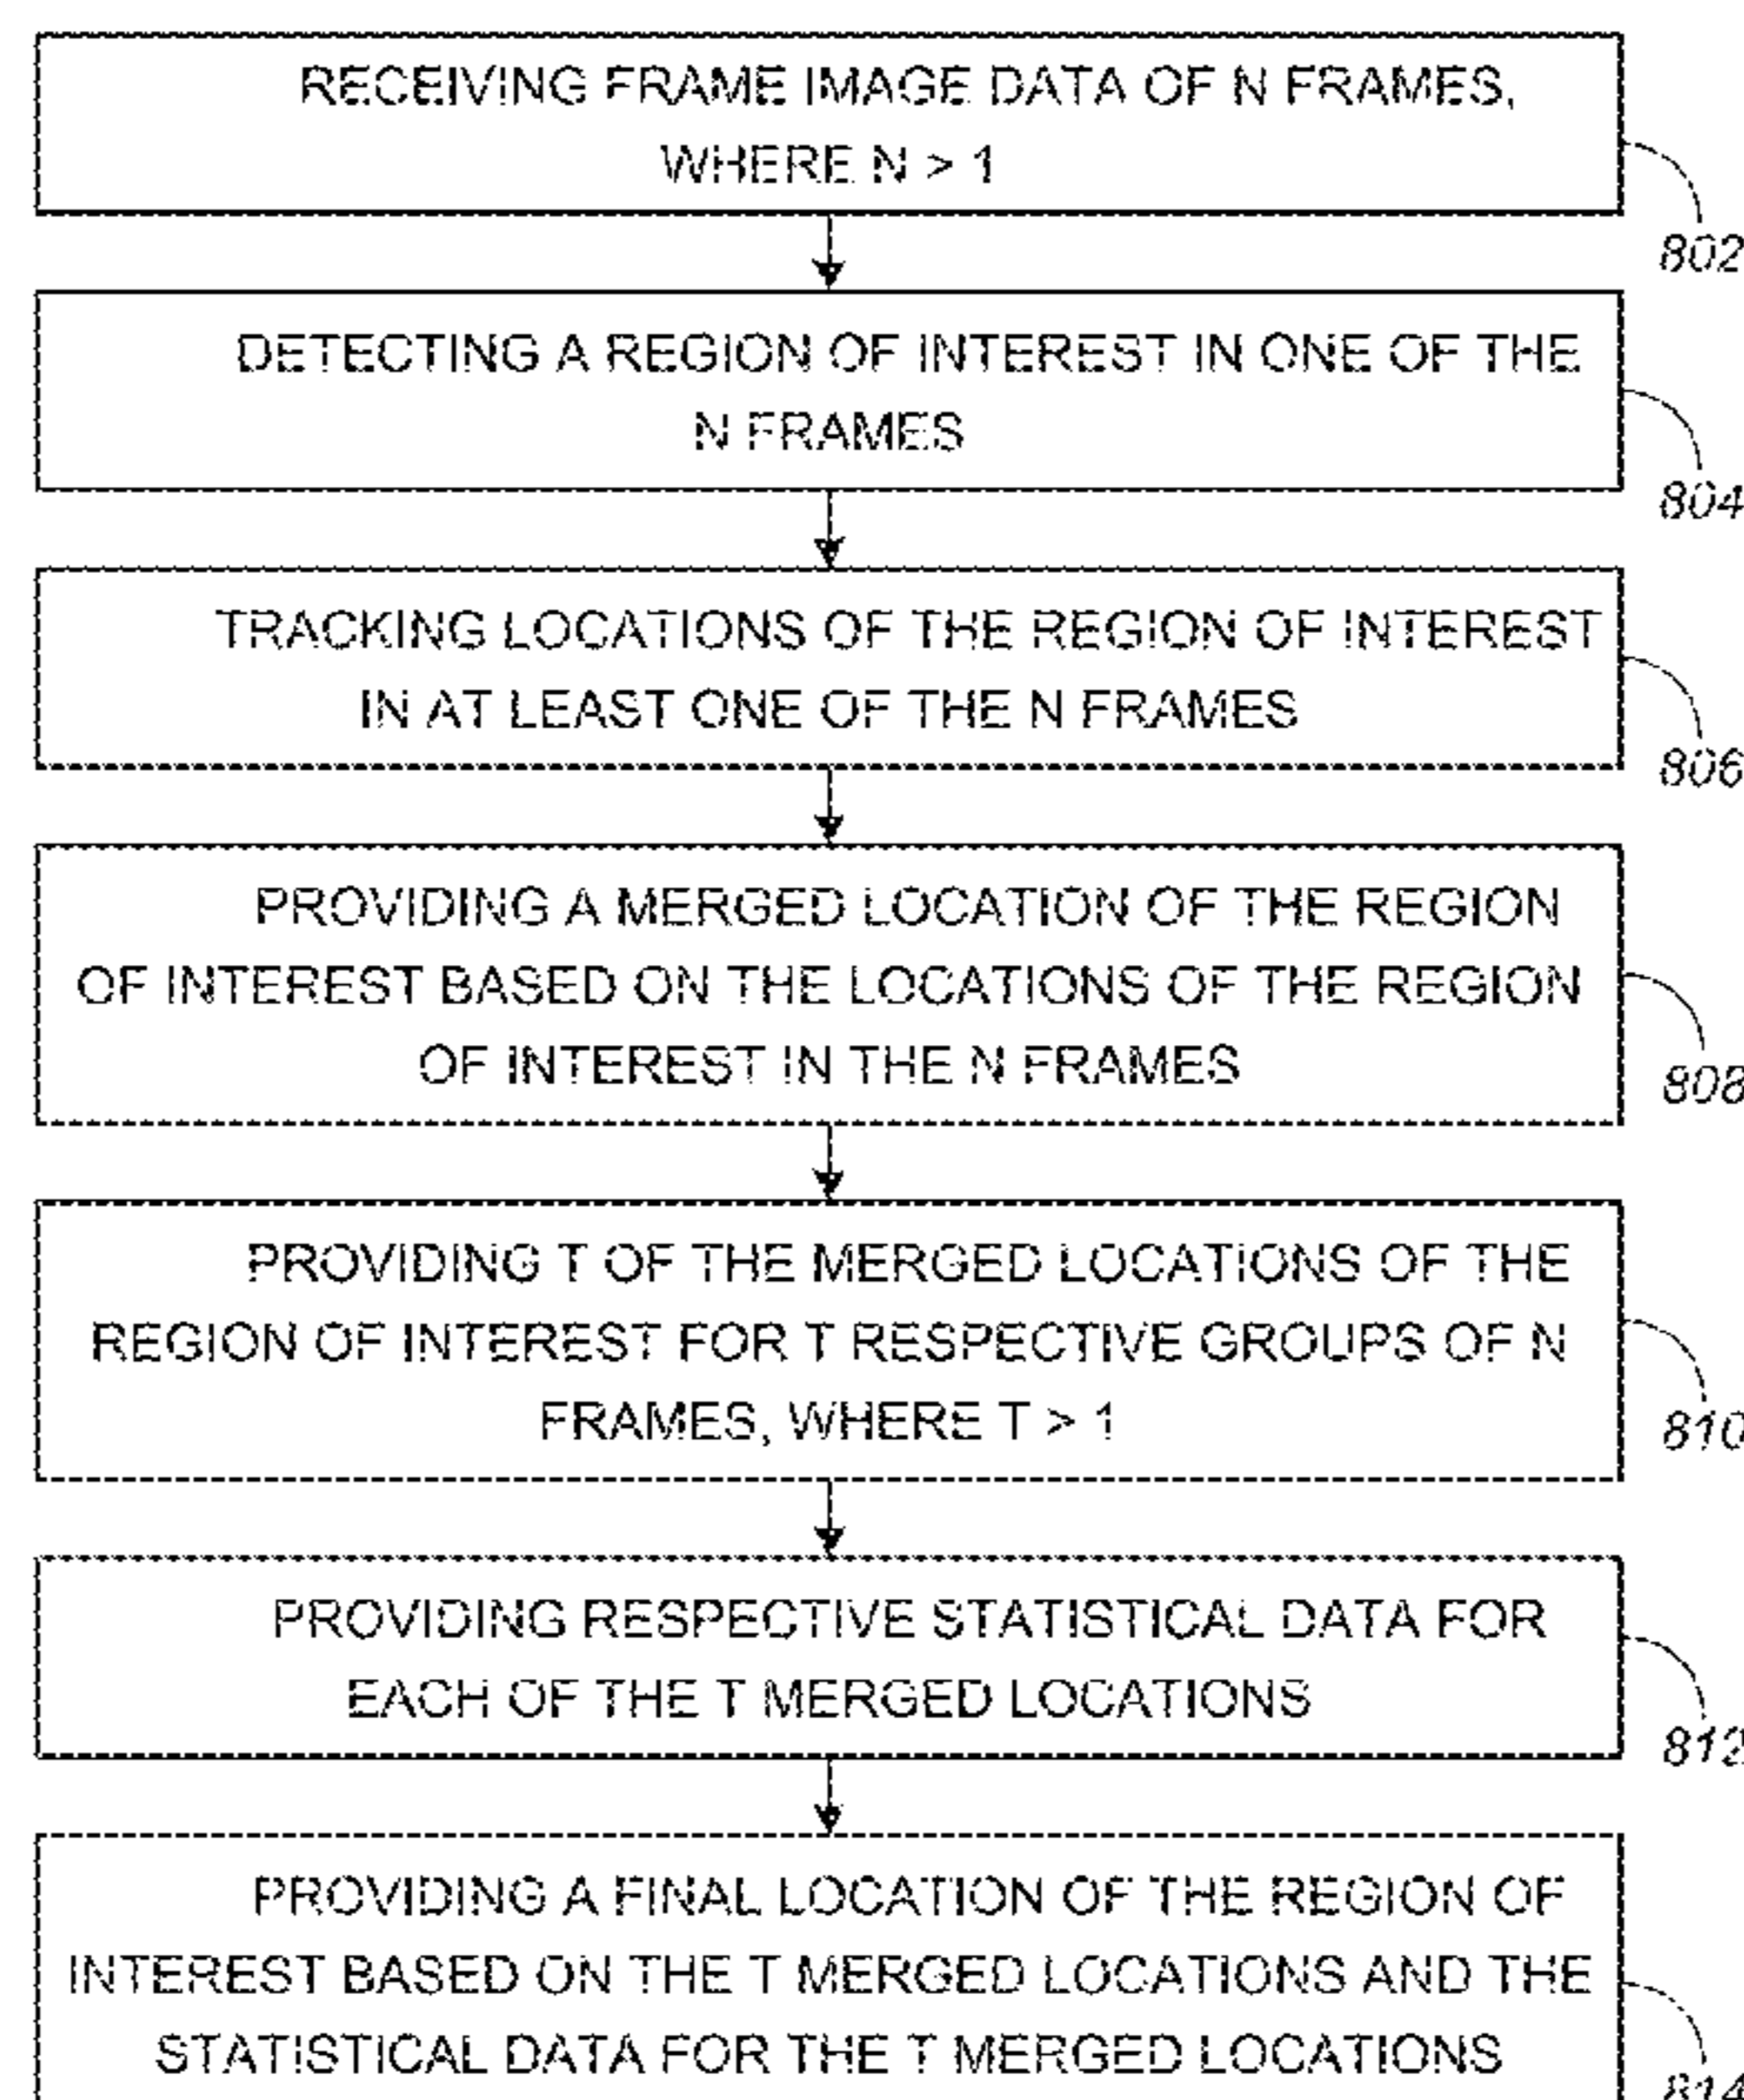 RECEIVING FRAME IMAGE DATA OF N FRAMES,
WHERE N > 1
802
DETECTING A REGION OF INTEREST IN ONE OF THE
N FRAMES
804
TRACKING LOCATIONS OF THE REGION OF INTEREST
IN AT LEAST ONE OF THE N FRAMES
806
PROVIDING A MERGED LOCATION OF THE REGION
OF INTEREST BASED ON THE LOCATIONS OF THE REGION
OF INTEREST IN THE N FRAMES
808
PROVIDING T OF THE MERGED LOCATIONS OF THE
REGION OF INTEREST FOR T RESPECTIVE GROUPS OF N
FRAMES, WHERE T > 1
810
PROVIDING RESPECTIVE STATISTICAL DATA FOR
EACH OF THE T MERGED LOCATIONS
812
PROVIDING A FINAL LOCATION OF THE REGION OF
INTEREST BASED ON THE T MERGED LOCATIONS AND THE
STATISTICAL DATA FOR THE T MERGED LOCATIONS
814